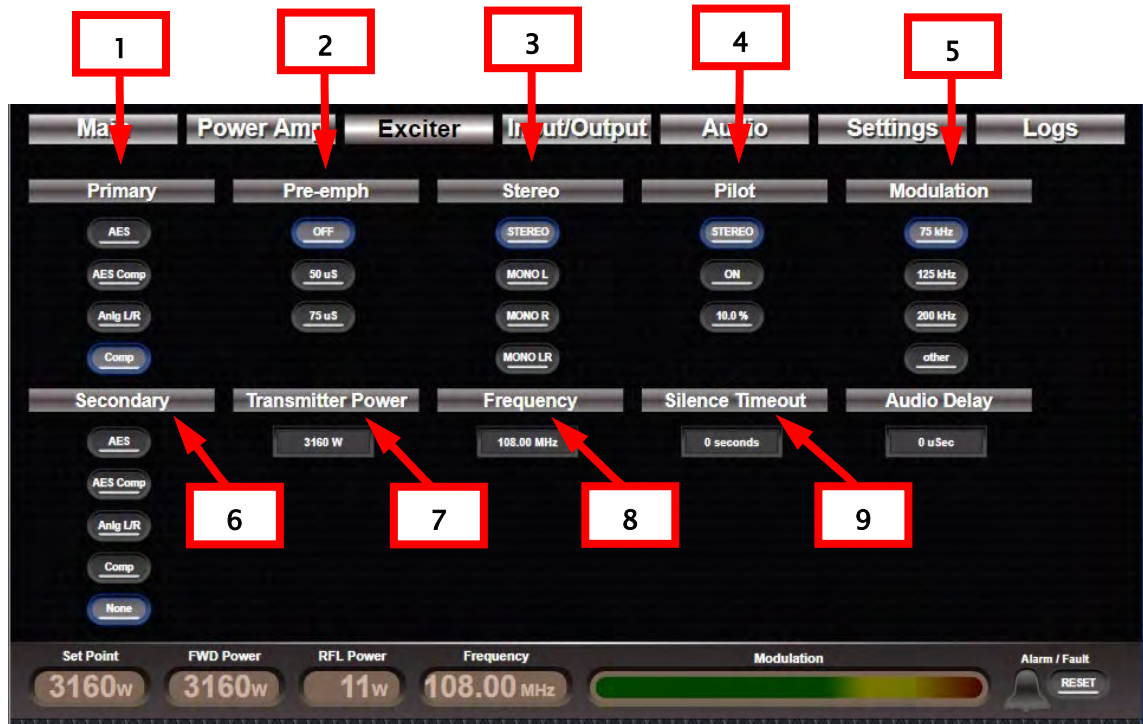 1 2 3 4 5
Main Power Amp Exciter Input/Output Audio Settings Logs
Primary Pre-emph Stereo Pilot Modulation
AES OFF STEREO STEREO 75 kHz
AES Comp 50 uS MONO L ON 125 kHz
Anlg L/R 75 uS MONO R 10.0 % 200 kHz
Comp MONO LR other
Secondary Transmitter Power Frequency Silence Timeout Audio Delay
AES 3160 W 108.00 MHz 0 seconds 0 uSec
AES Comp
6 7 8 9
Anlg L/R
Comp
None
Set Point FWD Power RFL Power Frequency Modulation Alarm / Fault
3160W 3160W 11W 108.00 MHz RESET